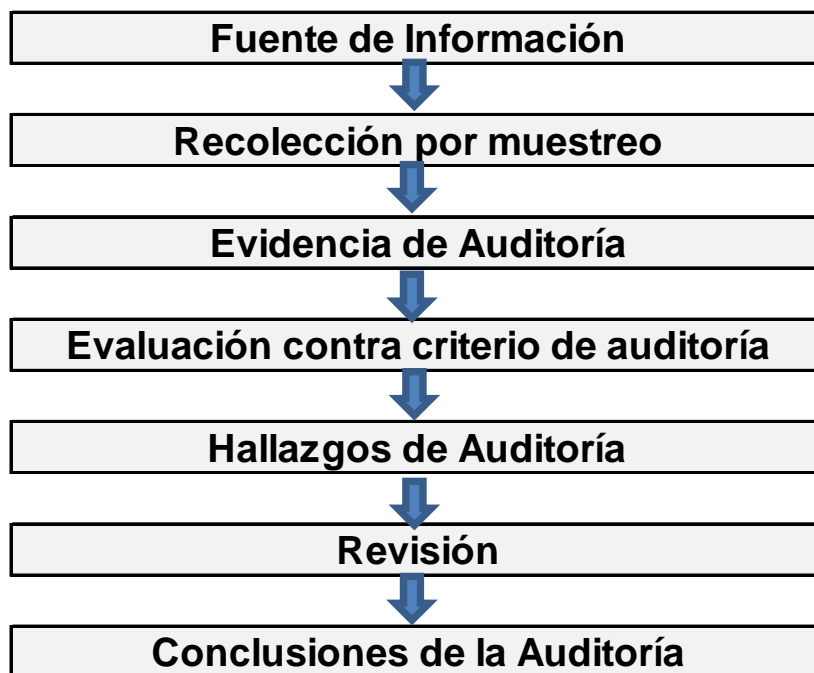 Fuente de Información
Recolección por muestreo
Evidencia de Auditoría
Evaluación contra criterio de auditoría
Hallazgos de Auditoría
Revisión
Conclusiones de la Auditoría